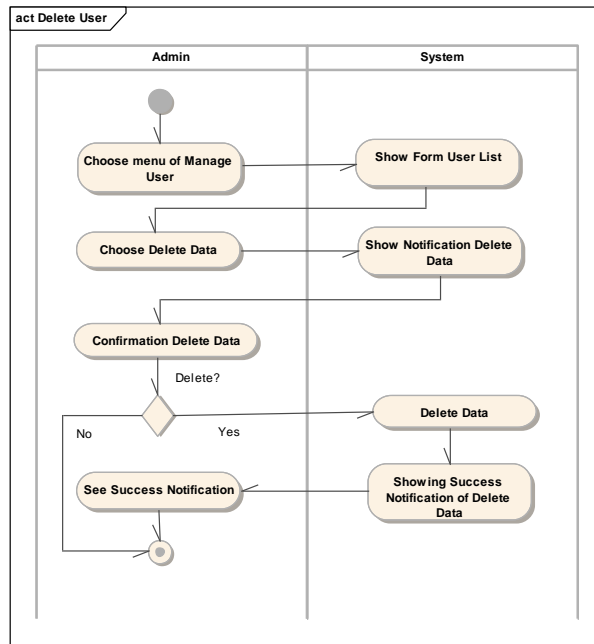 act Delete User
Admin
System
Choose menu of Manage
User
Show Form User List
Choose Delete Data
Show Notification Delete
Data
Confirmation Delete Data
Delete?
No
Yes
Delete Data
See Success Notification
Showing Success
Notification of Delete
Data